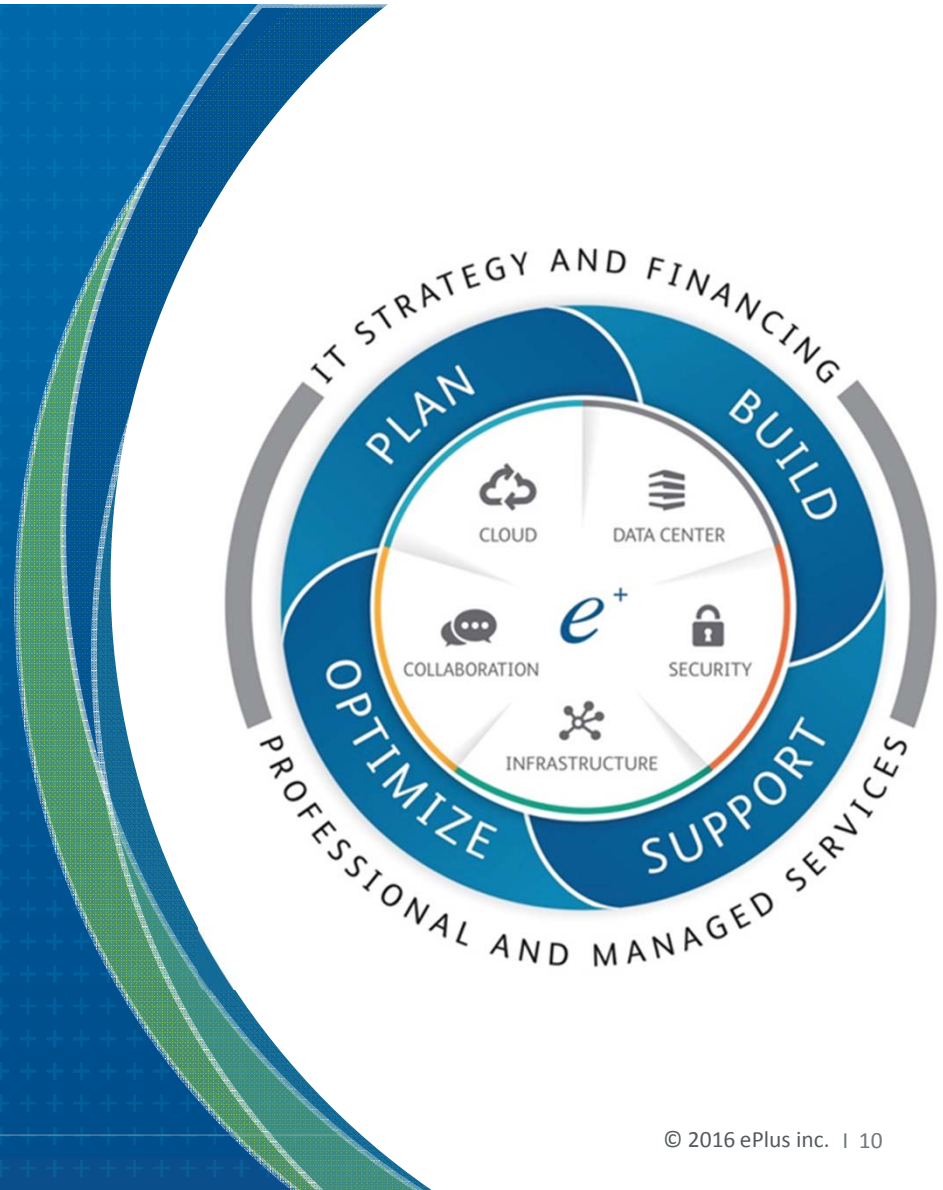 IT STRATEGY AND FINANCING
PLAN
BUILD
CLOUD
DATA CENTER
e+
COLLABORATION
SECURITY
INFRASTRUCTURE
OPTIMIZE
SUPPORT
PROFESSIONAL AND MANAGED SERVICES
© 2016 ePlus inc. I 10